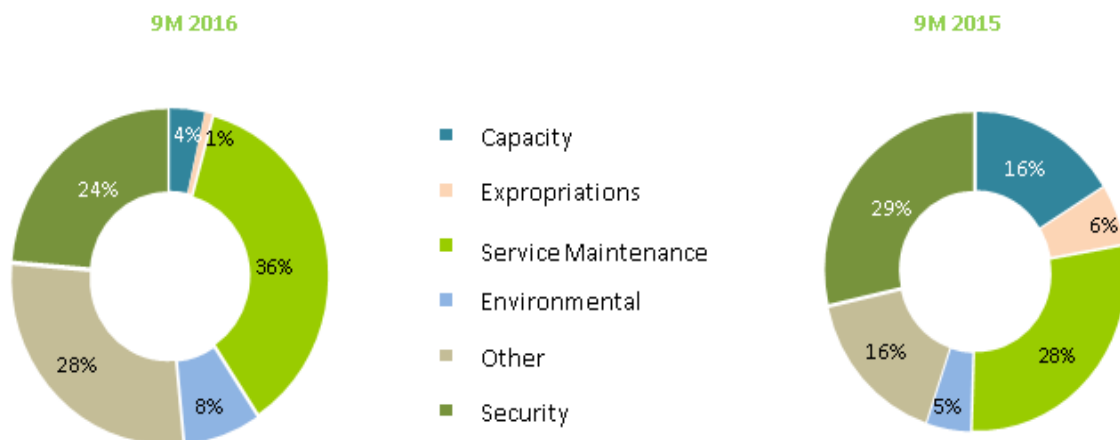 9M 2016
9M 2015
4%
1%
36%
8%
28%
24%
Capacity
Expropriations
Service Maintenance
Environmental
Other
Security
16%
6%
28%
5%
16%
29%